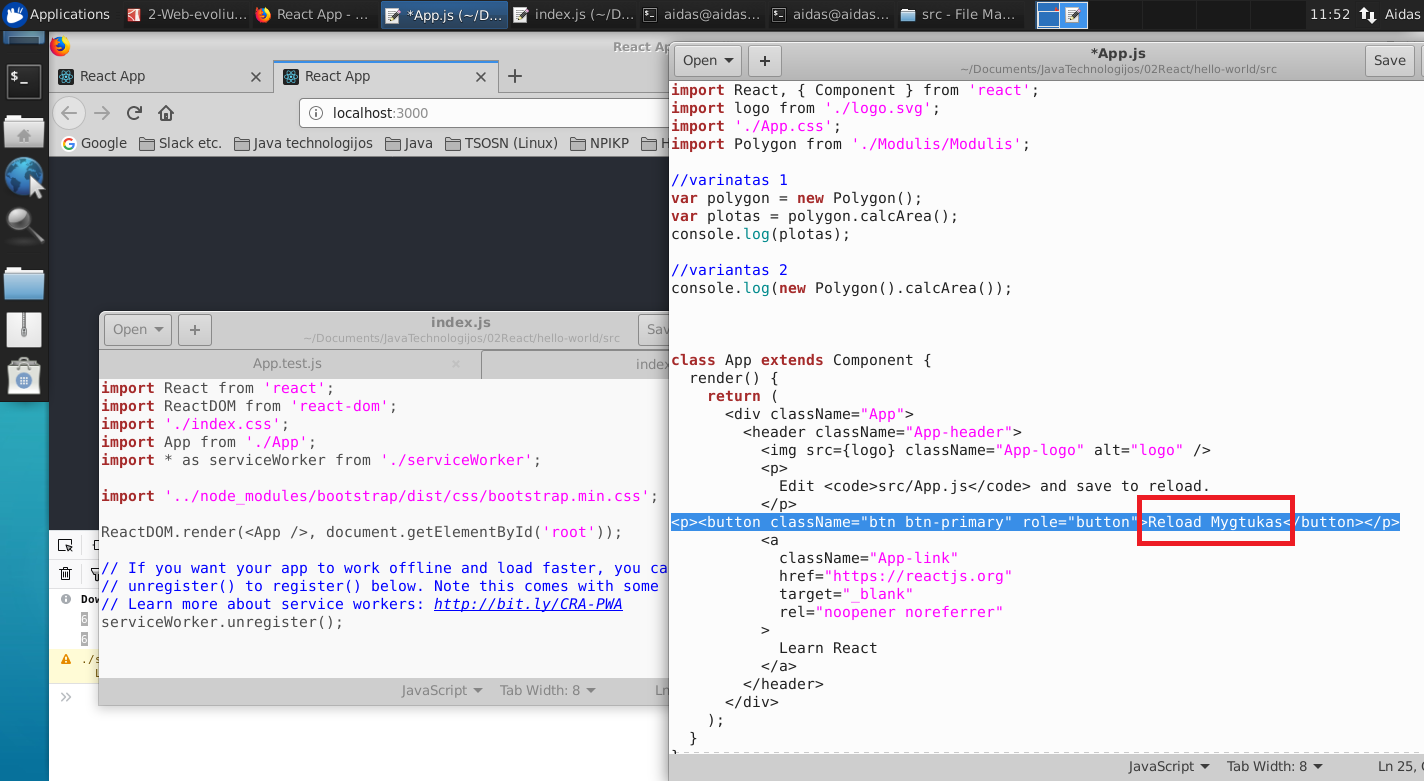 Applications 2-Web-evoliu... React App - ... *App.js (~/D... index.js (~/D... aidas@aidas... aidas@aidas... src - File Ma... 11:52 Aidas
React Ap
React App React App
localhost:3000
Google Slack etc. Java technologijos Java TSOSN (Linux) NPIKP H
Open index.js Sav
~/Documents/JavaTechnologijos/02React/hello-world/src
App.test.js index
import React from 'react';
import ReactDOM from 'react-dom';
import './index.css';
import App from './App';
import * as serviceWorker from './serviceWorker';
import '../node_modules/bootstrap/dist/css/bootstrap.min.css';
ReactDOM.render(<App />, document.getElementById('root'));
// If you want your app to work offline and load faster, you ca
// unregister() to register() below. Note this comes with some
// Learn more about service workers: http://bit.ly/CRA-PWA
serviceWorker.unregister();
JavaScript Tab Width: 8 Ln
Dow
6
6
./s
L
Open *App.js Save
~/Documents/JavaTechnologijos/02React/hello-world/src
import React, { Component } from 'react';
import logo from './logo.svg';
import './App.css';
import Polygon from './Modulis/Modulis';
//varinatas 1
var polygon = new Polygon();
var plotas = polygon.calcArea();
console.log(plotas);
//variantas 2
console.log(new Polygon().calcArea());
class App extends Component {
render() {
return (
<div className="App">
<header className="App-header">
<img src={logo} className="App-logo" alt="logo" />
<p>
Edit <code>src/App.js</code> and save to reload.
</p>
<p><button className="btn btn-primary" role="button">Reload Mygtukas</button></p>
<a
className="App-link"
href="https://reactjs.org"
target="_blank"
rel="noopener noreferrer"
>
Learn React
</a>
</header>
</div>
);
}
JavaScript Tab Width: 8 Ln 25, C